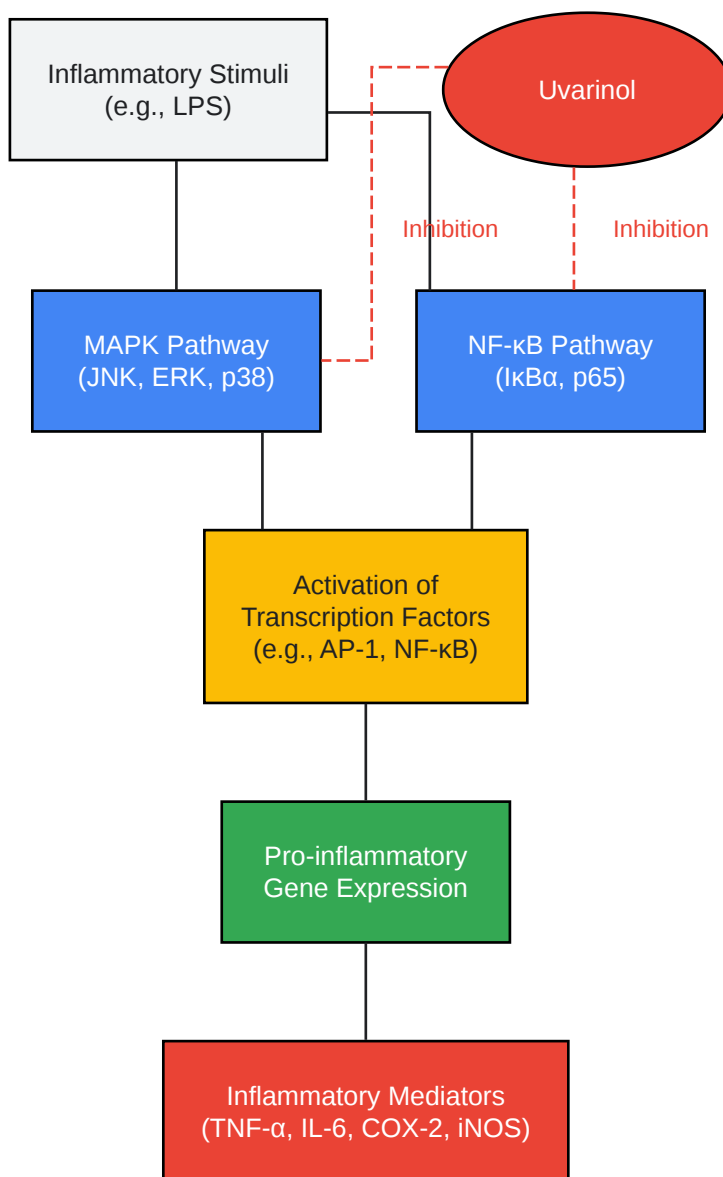 Inflammatory Stimuli
(e.g., LPS)
Uvarinol
Inhibition
Inhibition
MAPK Pathway
(JNK, ERK, p38)
NF-κB Pathway
(IκBα, p65)
Activation of
Transcription Factors
(e.g., AP-1, NF-κB)
Pro-inflammatory
Gene Expression
Inflammatory Mediators
(TNF-α, IL-6, COX-2, iNOS)